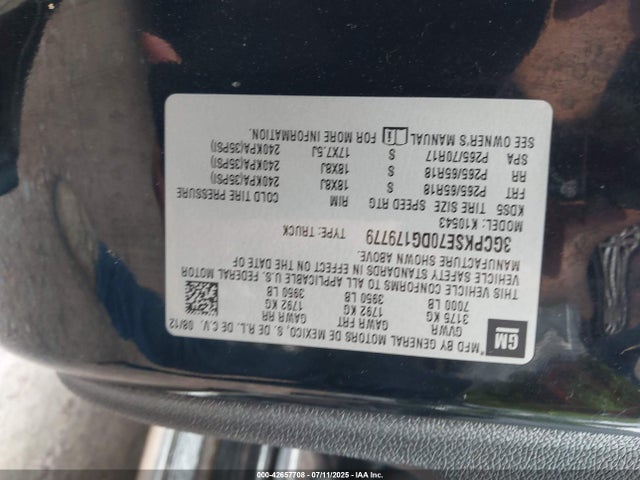 GM
*MFD BY GENERAL MOTORS DE MEXICO, S. DE R.L. DE C.V. 08/12
GVWR GAWR FRT GAWR RR
3175 KG 1792 KG 1792 KG
7000 LB 3950 LB 3950 LB
THIS VEHICLE CONFORMS TO ALL APPLICABLE U.S. FEDERAL MOTOR
VEHICLE SAFETY STANDARDS IN EFFECT ON THE DATE OF
MANUFACTURE SHOWN ABOVE.
3GCPKSE70DG179779 TYPE: TRUCK
MODEL: K10543
KDS5 TIRE SIZE SPEED RTG RIM COLD TIRE PRESSURE
FRT P265/65R18 S 18X8J 240KPA(35PSI)
RR P265/65R18 S 18X8J 240KPA(35PSI)
SPA P265/70R17 S 17X7.5J 240KPA(35PSI)
SEE OWNER'S MANUAL FOR MORE INFORMATION.
000-42657708 - 07/11/2025 - IAA Inc.